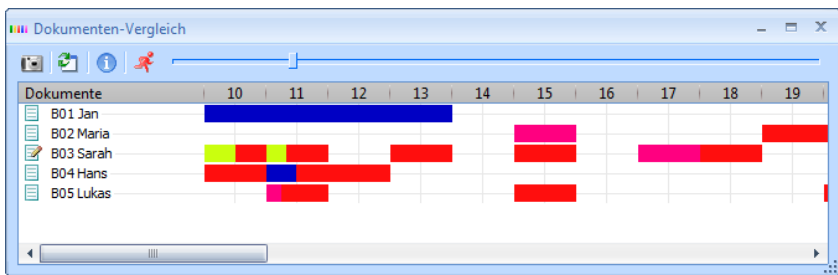 Dokumenten-Vergleich
Dokumente 10 11 12 13 14 15 16 17 18 19
B01 Jan
B02 Maria
B03 Sarah
B04 Hans
B05 Lukas